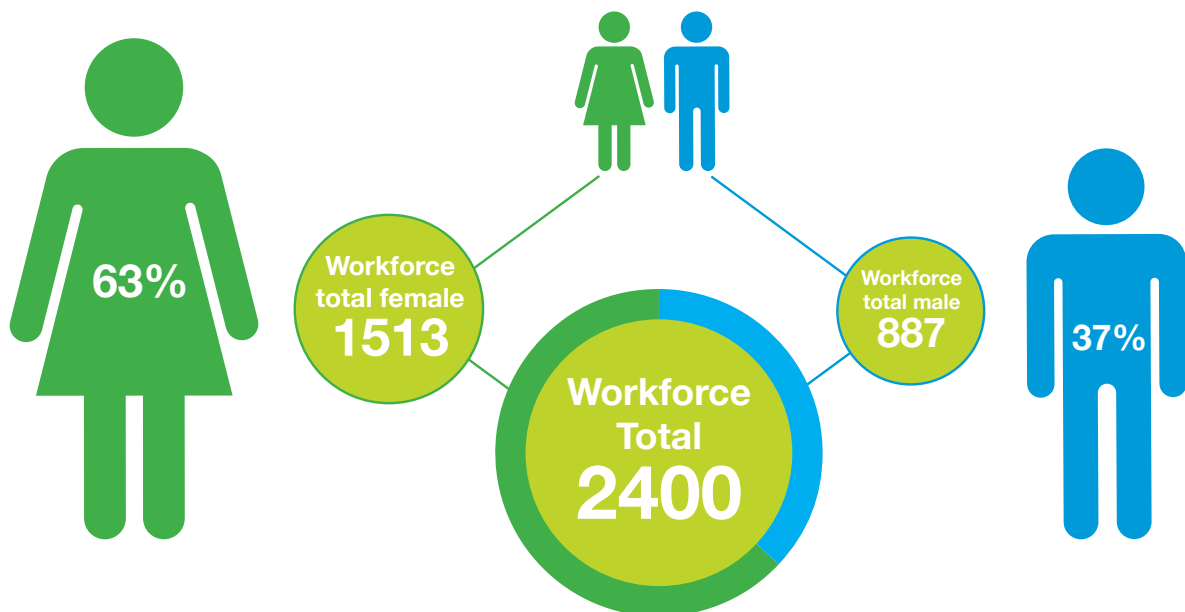 63%
Workforce
total female
1513
Workforce
total male
887
37%
Workforce
Total
2400